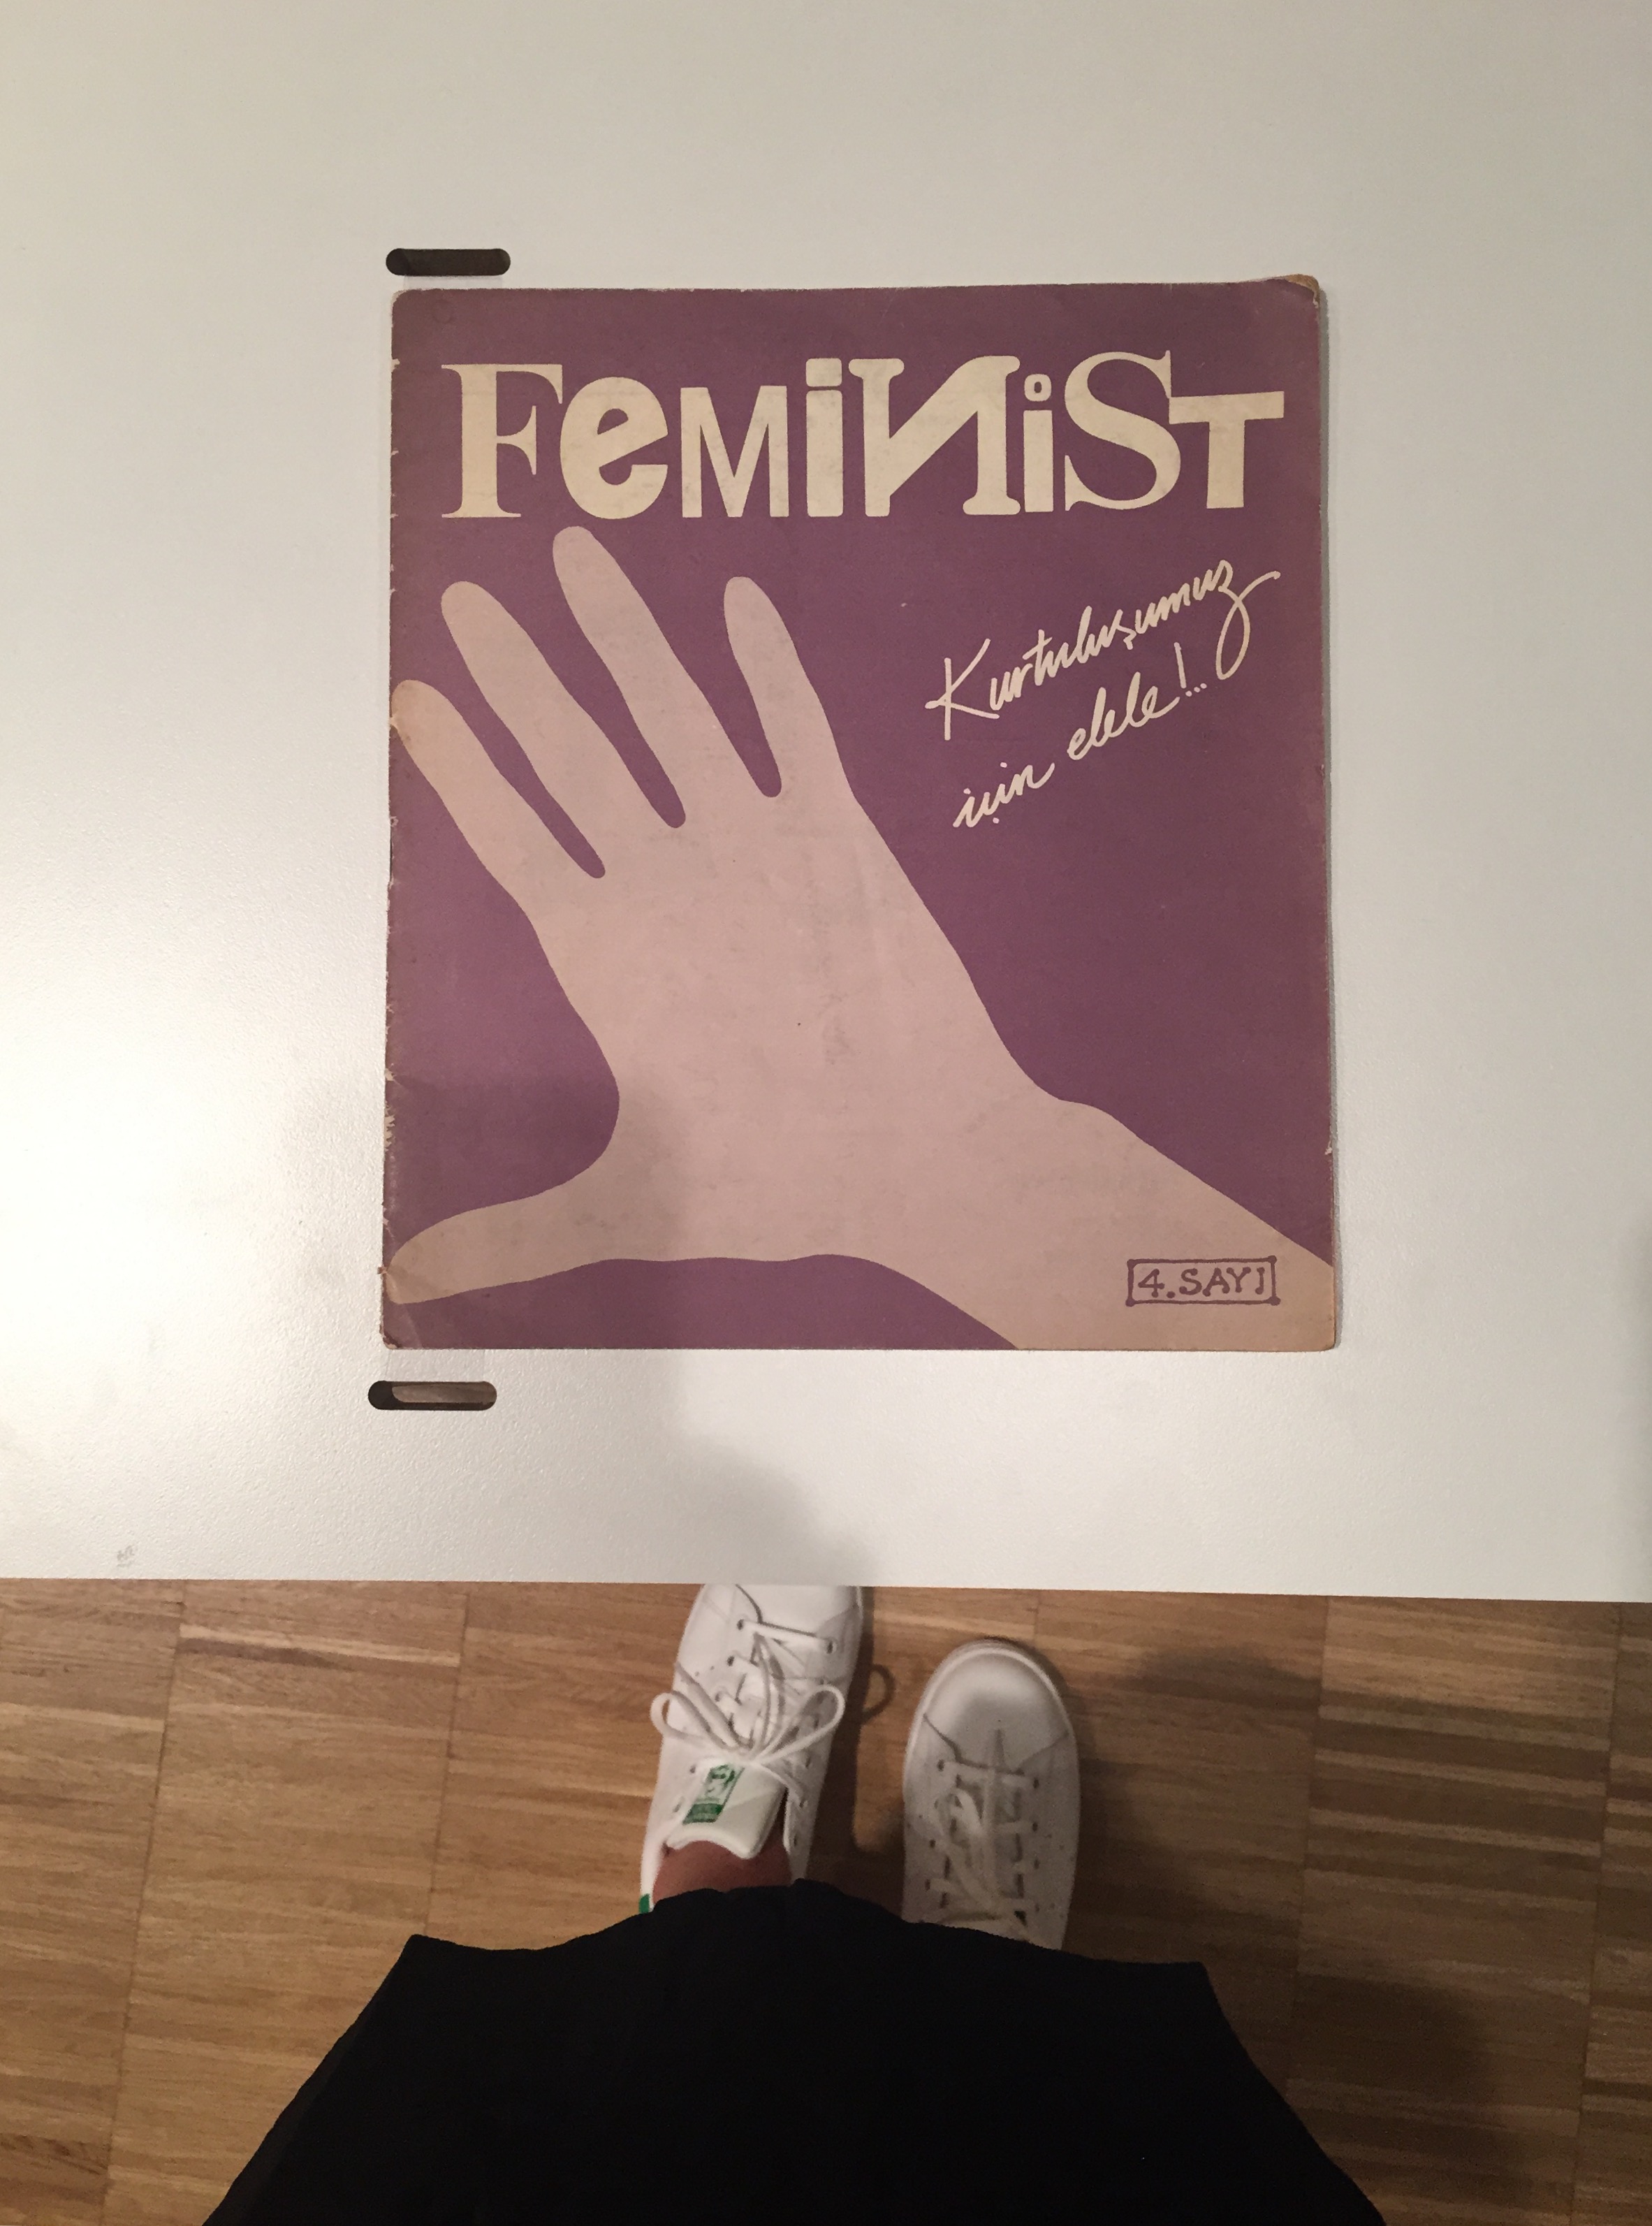 FeMiNiST
Kurtuluşumuz
için elele!...
4.SAYI